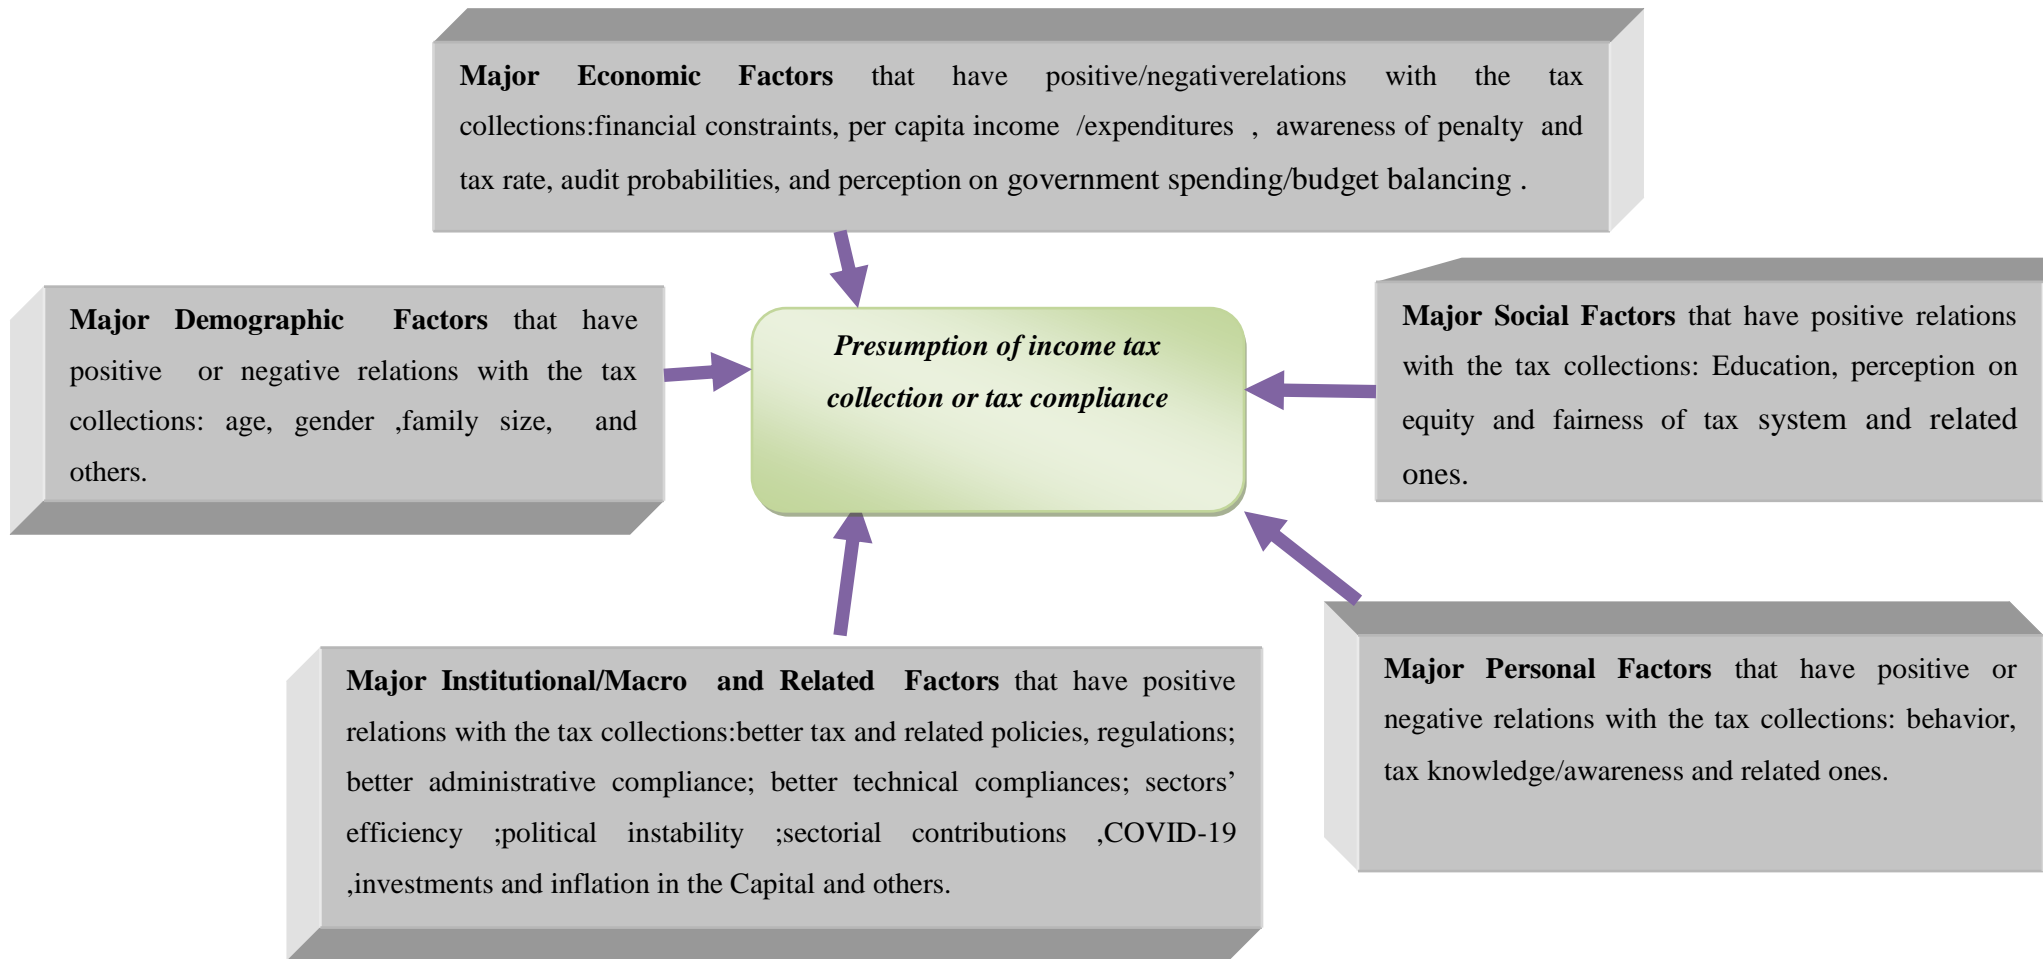 Major Economic Factors that have positive/negativerelations with the tax
collections:financial constraints, per capita income /expenditures , awareness of penalty and
tax rate, audit probabilities, and perception on government spending/budget balancing .
Major Demographic Factors that have
positive or negative relations with the tax
collections: age, gender ,family size, and
others.
Presumption of income tax
collection or tax compliance
Major Social Factors that have positive relations
with the tax collections: Education, perception on
equity and fairness of tax system and related
ones.
Major Institutional/Macro and Related Factors that have positive
relations with the tax collections:better tax and related policies, regulations;
better administrative compliance; better technical compliances; sectors’
efficiency ;political instability ;sectorial contributions ,COVID-19
,investments and inflation in the Capital and others.
Major Personal Factors that have positive or
negative relations with the tax collections: behavior,
tax knowledge/awareness and related ones.